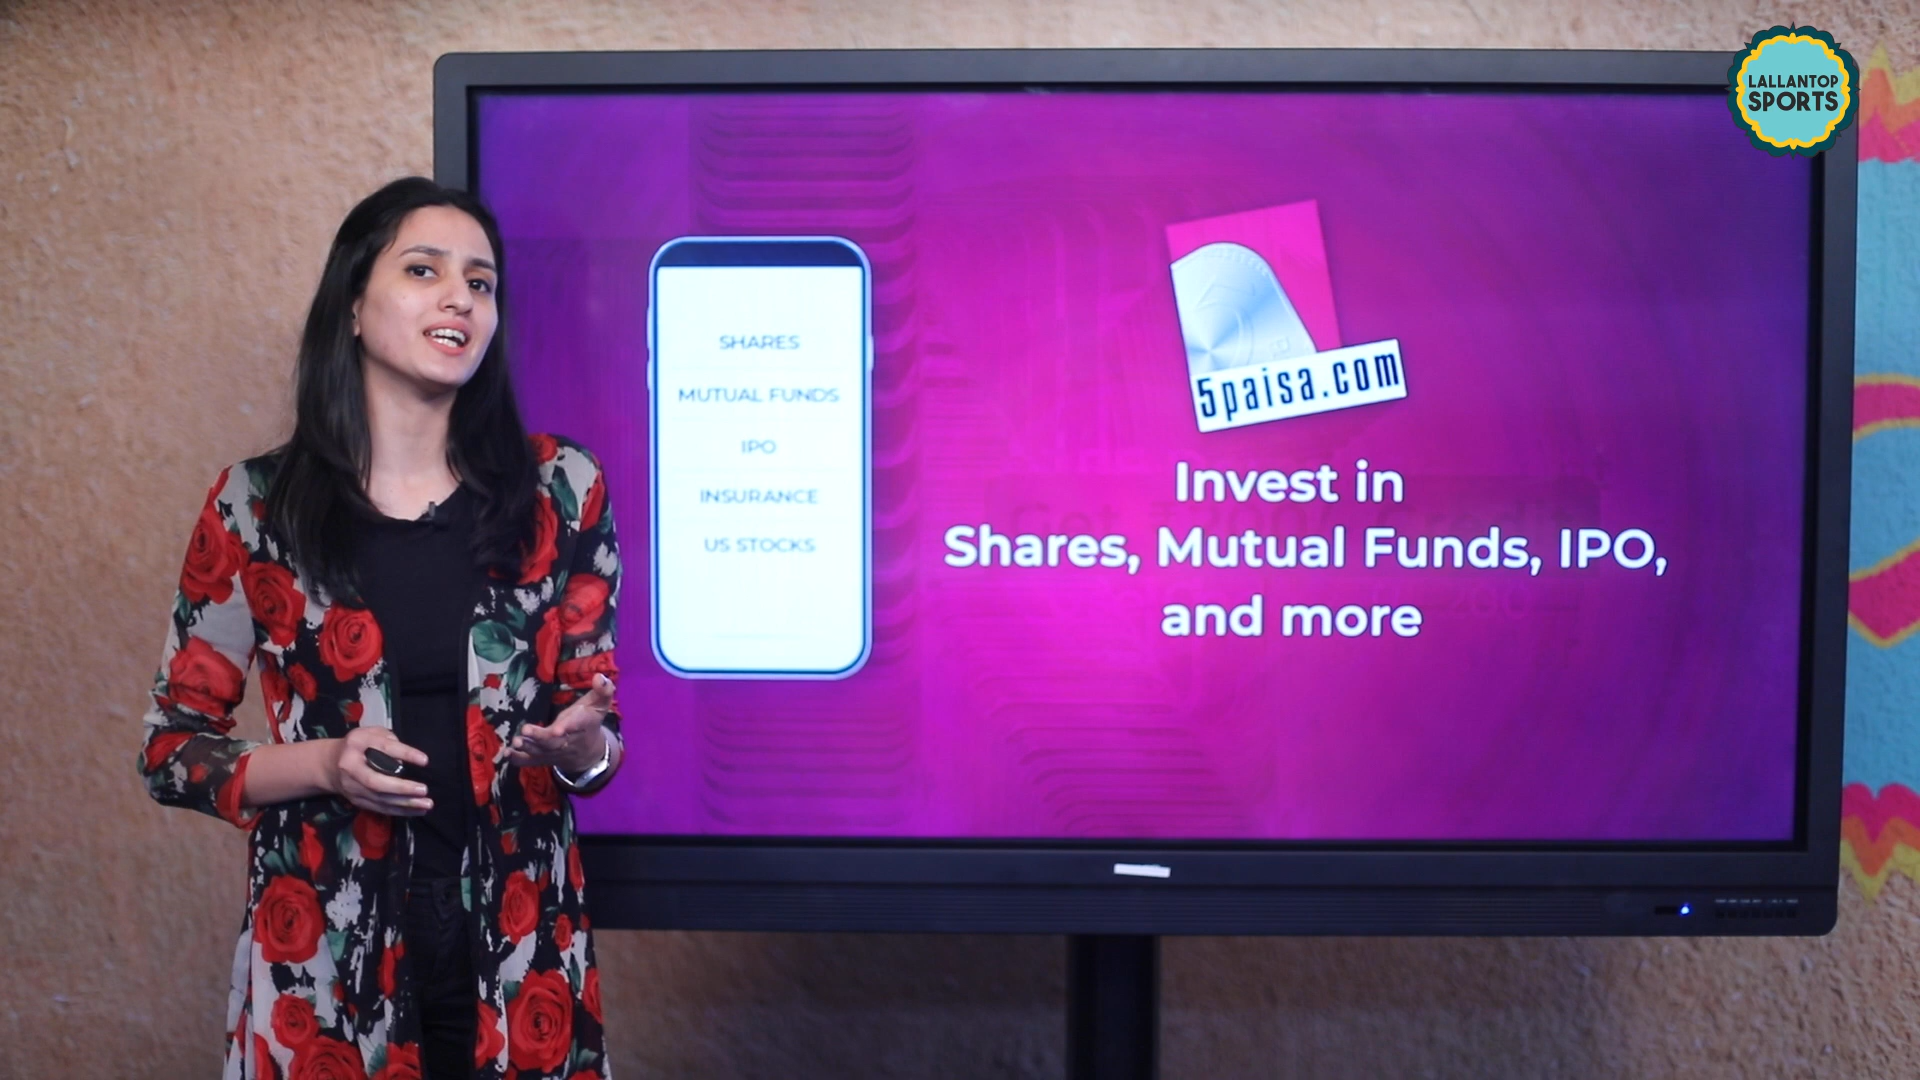 LALLANTOP
SPORTS
SHARES
MUTUAL FUNDS
IPO
INSURANCE
US STOCKS
5paisa.com
Invest in
Shares, Mutual Funds, IPO,
and more